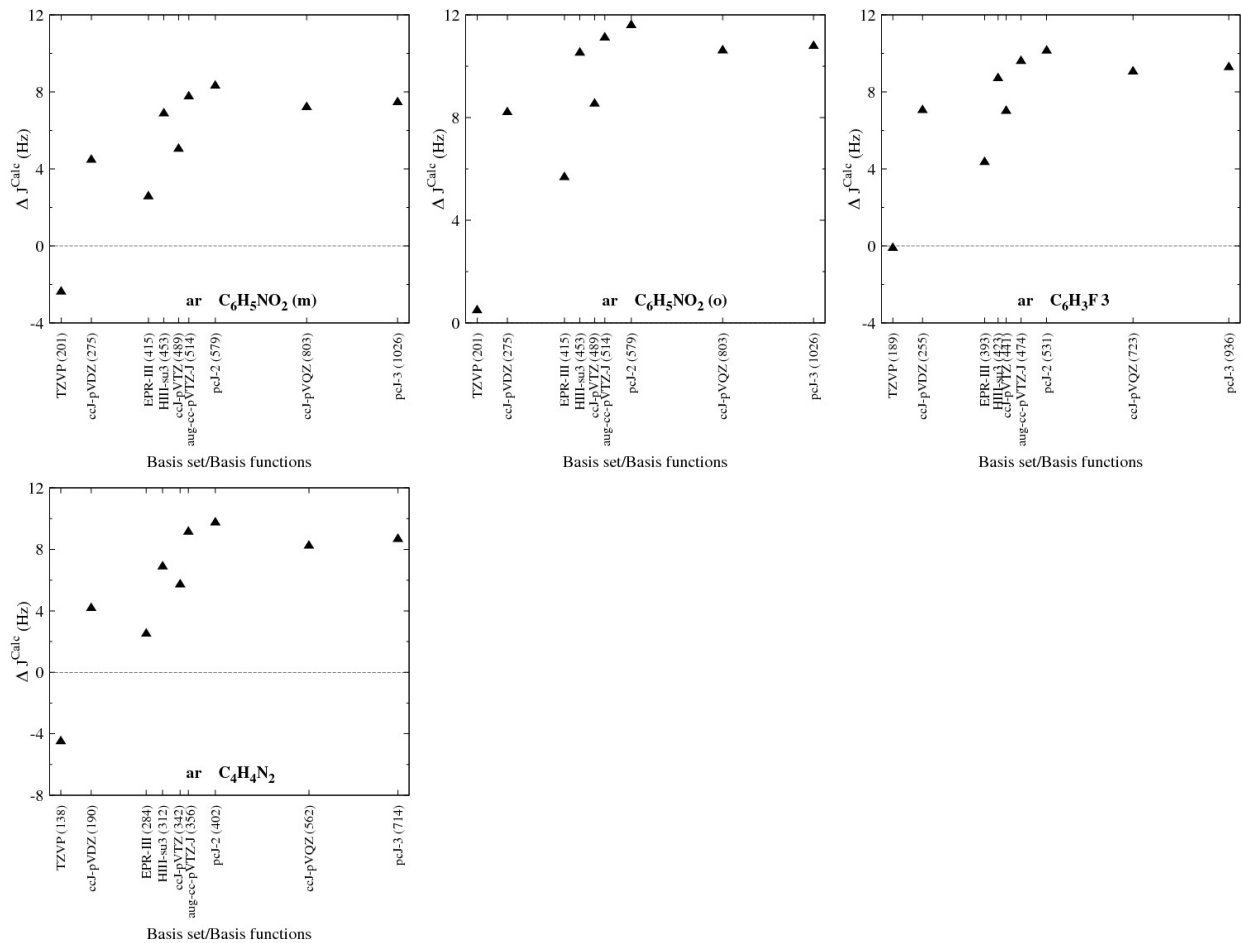 12
8
4
0
-4
Δ J^Calc (Hz)
ar C6H5NO2 (m)
TZVP (201)
ccJ-pVDZ (275)
EPR-III (415)
HIII-su3 (453)
ccJ-pVTZ (489)
aug-cc-pVTZ-J (514)
pcJ-2 (579)
ccJ-pVQZ (803)
pcJ-3 (1026)
Basis set/Basis functions
12
8
4
0
Δ J^Calc (Hz)
ar C6H5NO2 (o)
TZVP (201)
ccJ-pVDZ (275)
EPR-III (415)
HIII-su3 (453)
ccJ-pVTZ (489)
aug-cc-pVTZ-J (514)
pcJ-2 (579)
ccJ-pVQZ (803)
pcJ-3 (1026)
Basis set/Basis functions
12
8
4
0
-4
Δ J^Calc (Hz)
ar C6H3F 3
TZVP (189)
ccJ-pVDZ (255)
EPR-III (393)
HIII-su3 (423)
ccJ-pVTZ (441)
aug-cc-pVTZ-J (474)
pcJ-2 (531)
ccJ-pVQZ (723)
pcJ-3 (936)
Basis set/Basis functions
12
8
4
0
-4
-8
Δ J^Calc (Hz)
ar C4H4N2
TZVP (138)
ccJ-pVDZ (190)
EPR-III (284)
HIII-su3 (312)
ccJ-pVTZ (342)
aug-cc-pVTZ-J (356)
pcJ-2 (402)
ccJ-pVQZ (562)
pcJ-3 (714)
Basis set/Basis functions